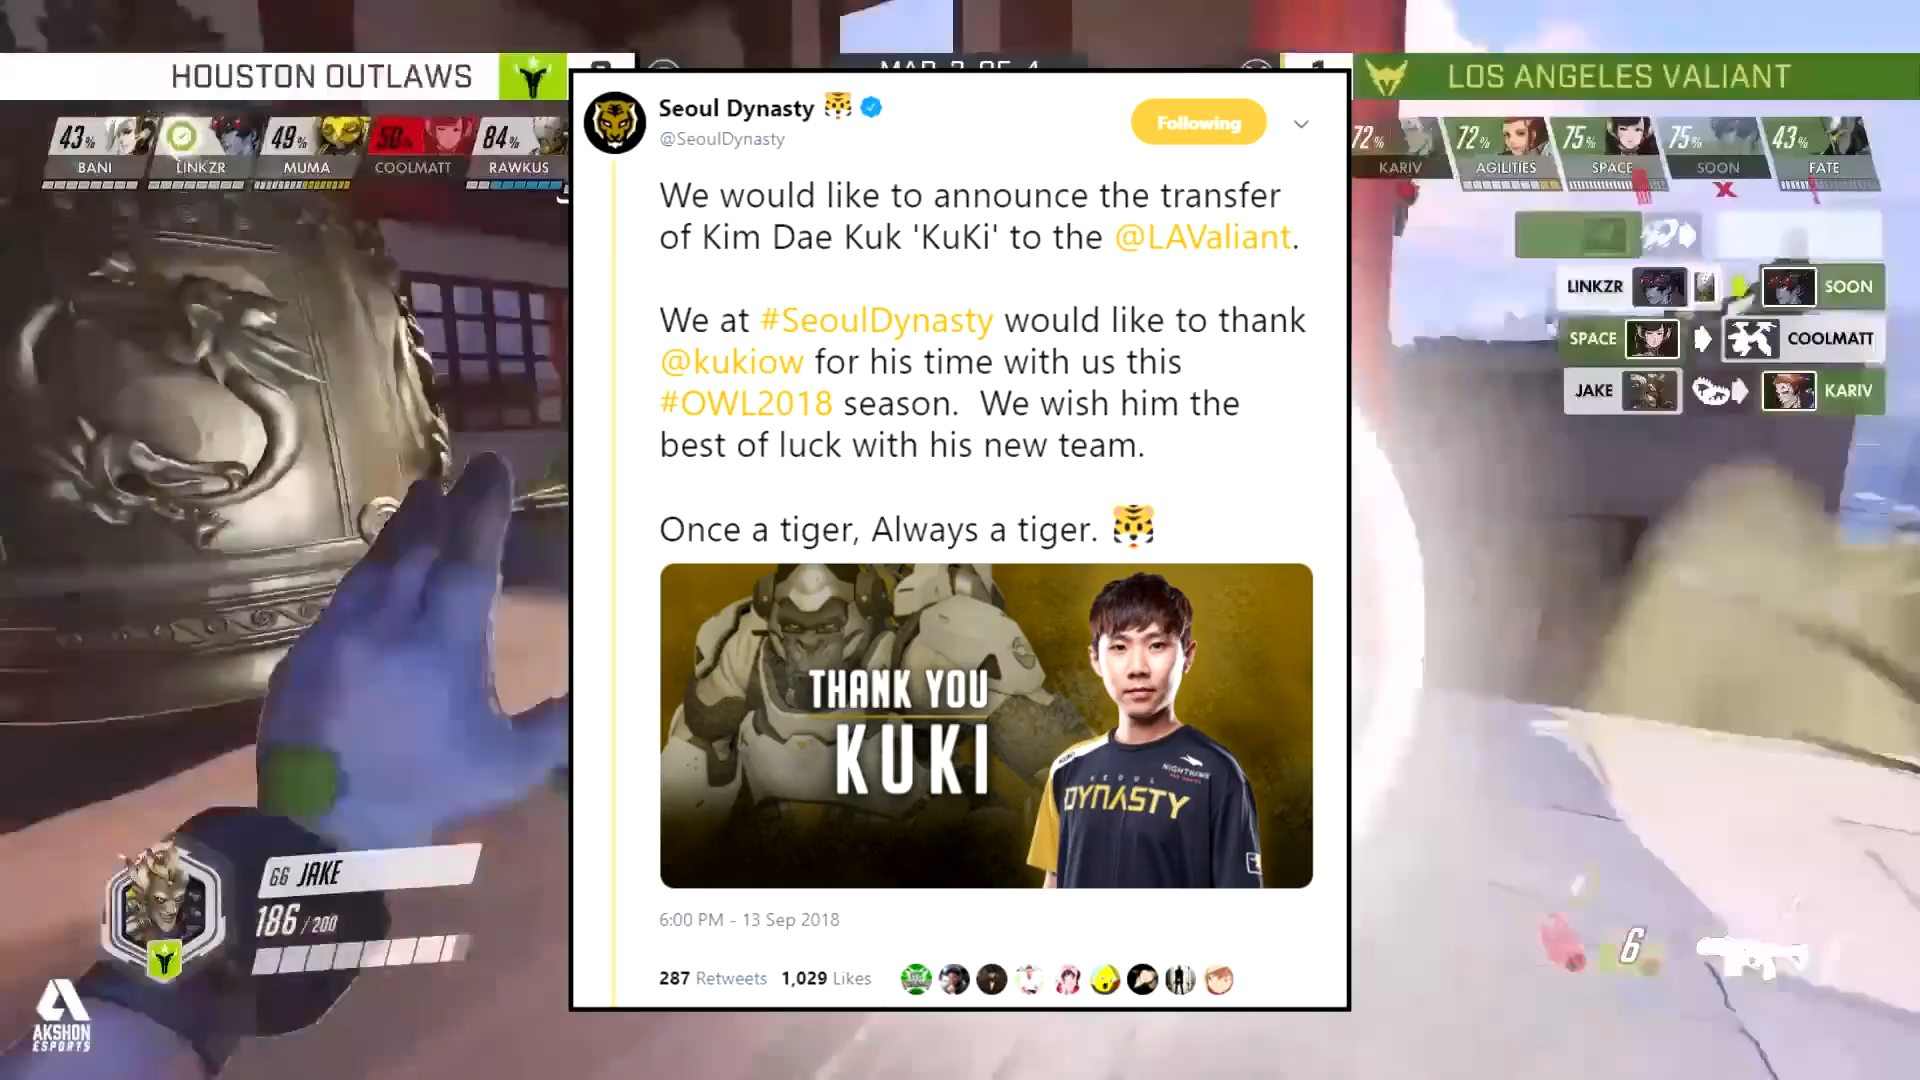 HOUSTON OUTLAWS
LOS ANGELES VALIANT
43%
49%
50%
84%
BANI
LINKZR
MUMA
COOLMATT
RAWKUS
72%
72%
75%
75%
43%
KARIV
AGILITIES
SPACE
SOON
FATE
LINKZR
SOON
SPACE
COOLMATT
JAKE
KARIV
Seoul Dynasty 🐯
@SeoulDynasty
Following
We would like to announce the transfer
of Kim Dae Kuk 'KuKi' to the @LAValiant.
We at #SeoulDynasty would like to thank
@kukiow for his time with us this
#OWL2018 season. We wish him the
best of luck with his new team.
Once a tiger, Always a tiger. 🐯
THANK YOU
KUKI
SEOUL
DYNASTY
6:00 PM - 13 Sep 2018
287 Retweets 1,029 Likes
66 JAKE
186 / 200
6
AKSHON
ESPORTS